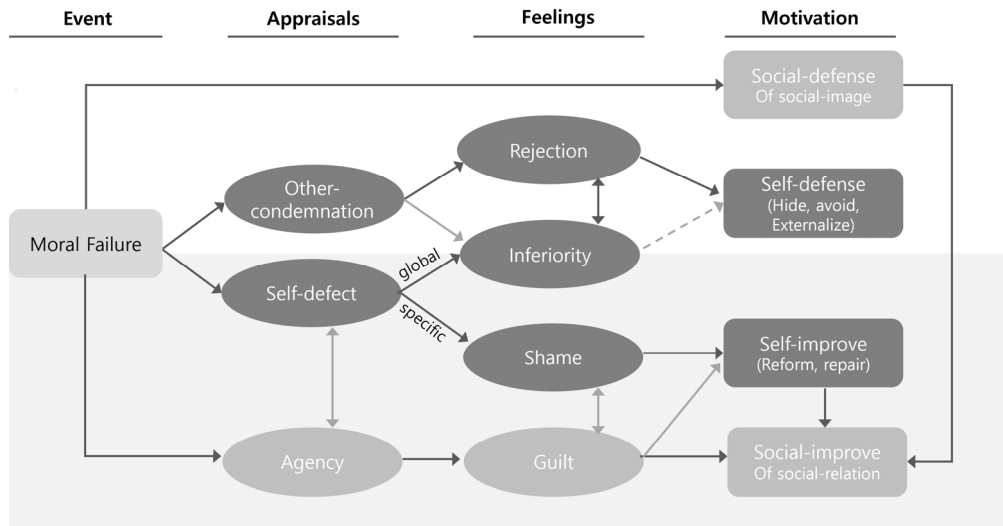 Event
Appraisals
Feelings
Motivation
Social-defense
Of social-image
Rejection
Other-
condemnation
Self-defense
(Hide, avoid,
Externalize)
Moral Failure
Inferiority
global
Self-defect
specific
Shame
Self-improve
(Reform, repair)
Agency
Guilt
Social-improve
Of social-relation